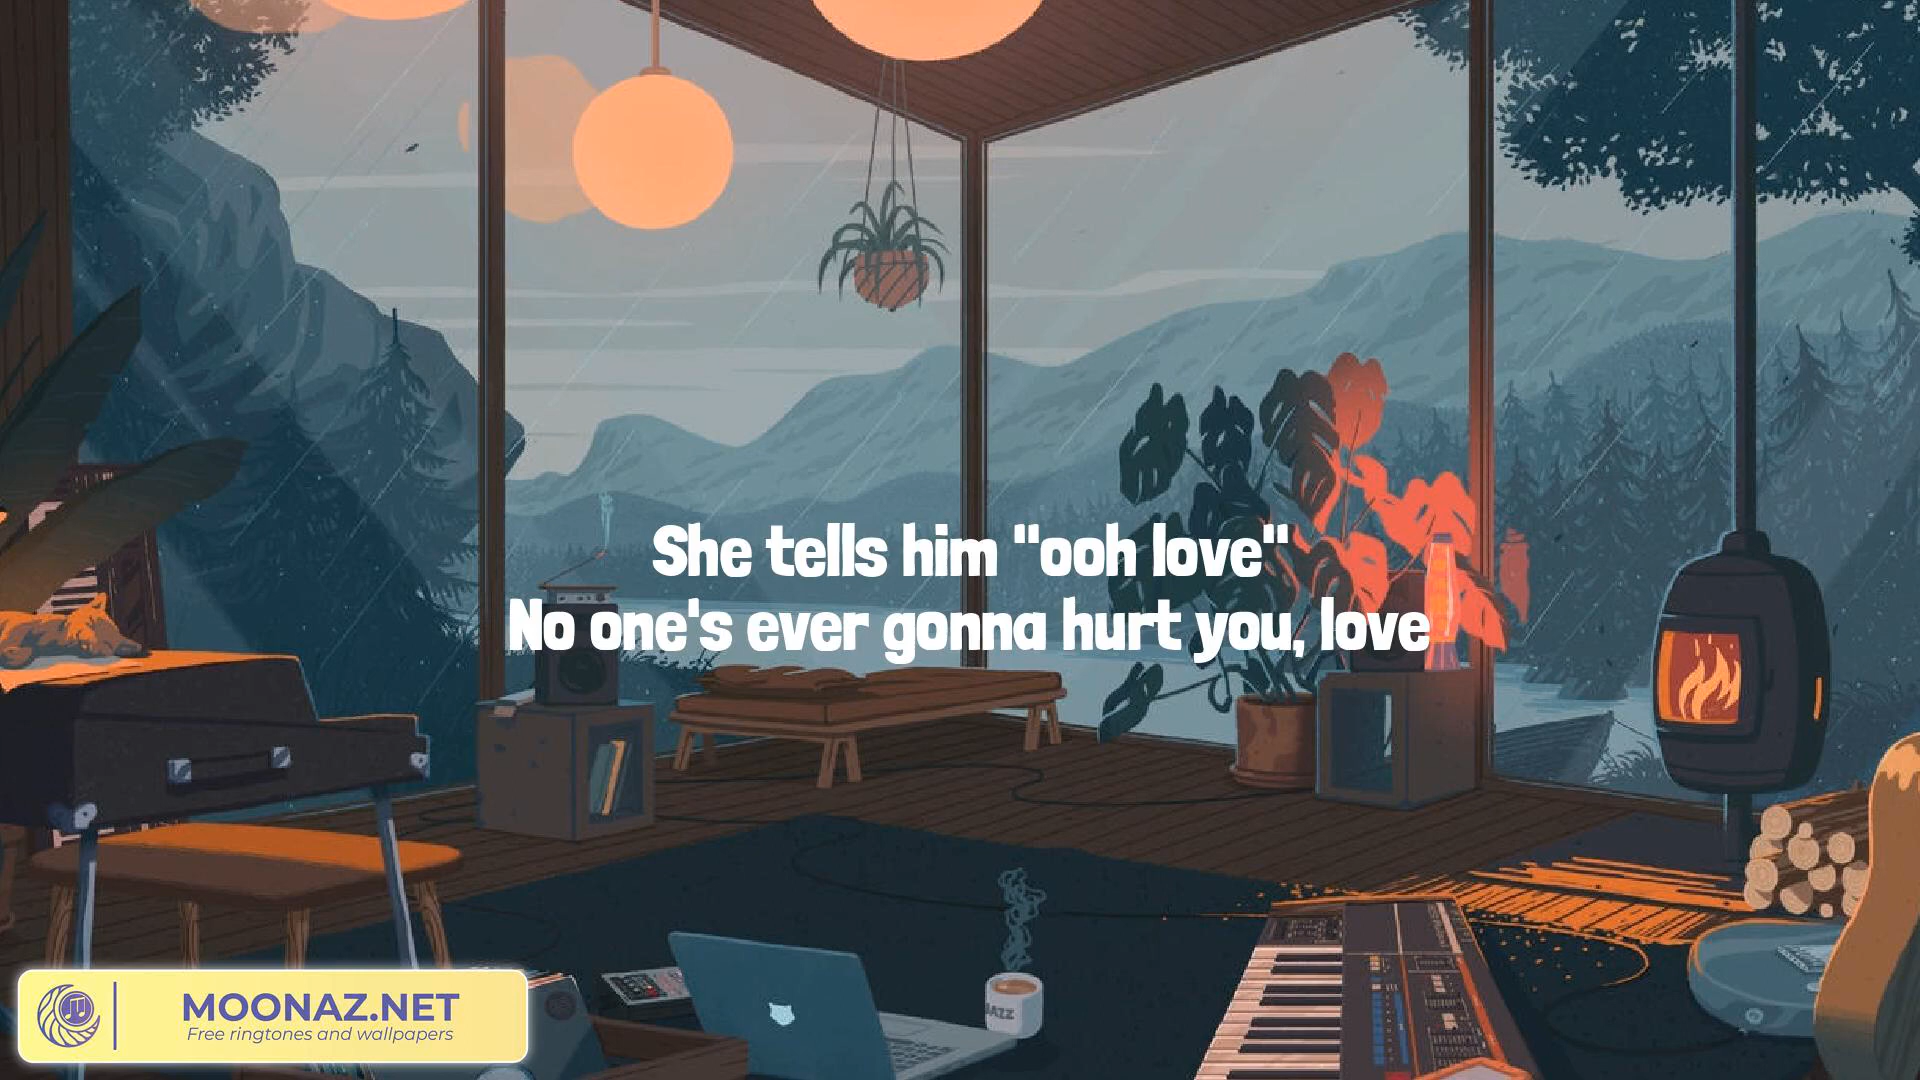 She tells him "ooh love"
No one's ever gonna hurt you, love
JAZZ
MOONAZ.NET
Free ringtones and wallpapers